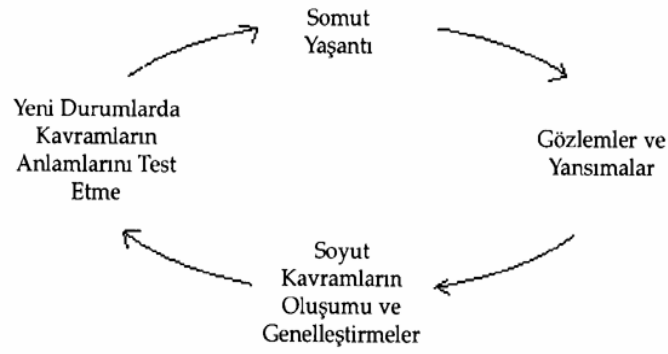 Somut
Yaşantı
Yeni Durumlarda
Kavramların
Anlamlarını Test
Etme
Gözlemler ve
Yansımalar
Soyut
Kavramların
Oluşumu ve
Genelleştirmeler